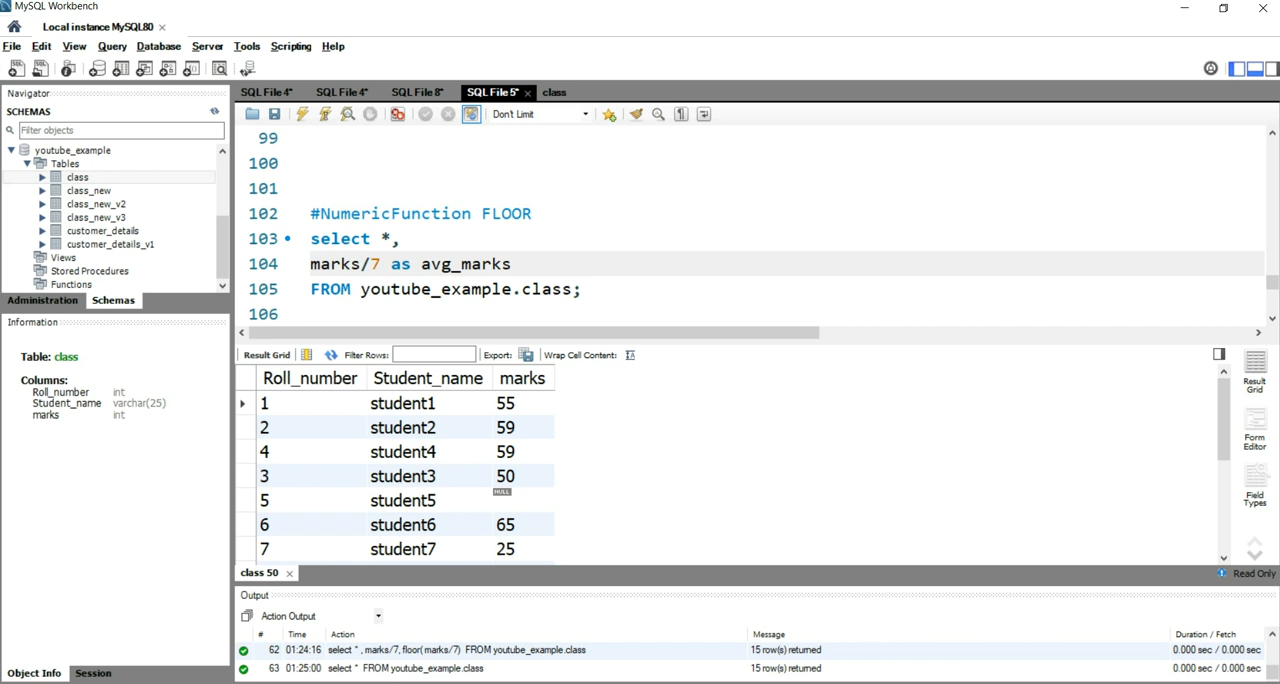 MySQL Workbench
Local instance MySQL80
File Edit View Query Database Server Tools Scripting Help
Navigator
SCHEMAS
Filter objects
youtube_example
Tables
class
class_new
class_new_v2
class_new_v3
customer_details
customer_details_v1
Views
Stored Procedures
Functions
Administration Schemas
Information
Table: class
Columns:
Roll_number int
Student_name varchar(25)
marks int
Object Info Session
SQL File 4* SQL File 4* SQL File 8* SQL File 5* class
Don't Limit
99
100
101
102 #NumericFunction FLOOR
103 select *,
104 marks/7 as avg_marks
105 FROM youtube_example.class;
106
Result Grid Filter Rows: Export: Wrap Cell Content:
Roll_number Student_name marks
1 student1 55
2 student2 59
4 student4 59
3 student3 50
5 student5 NULL
6 student6 65
7 student7 25
Result Grid
Form Editor
Field Types
class 50 Read Only
Output
Action Output
# Time Action Message Duration / Fetch
62 01:24:16 select * , marks/7, floor( marks/7) FROM youtube_example.class 15 row(s) returned 0.000 sec / 0.000 sec
63 01:25:00 select * FROM youtube_example.class 15 row(s) returned 0.000 sec / 0.000 sec